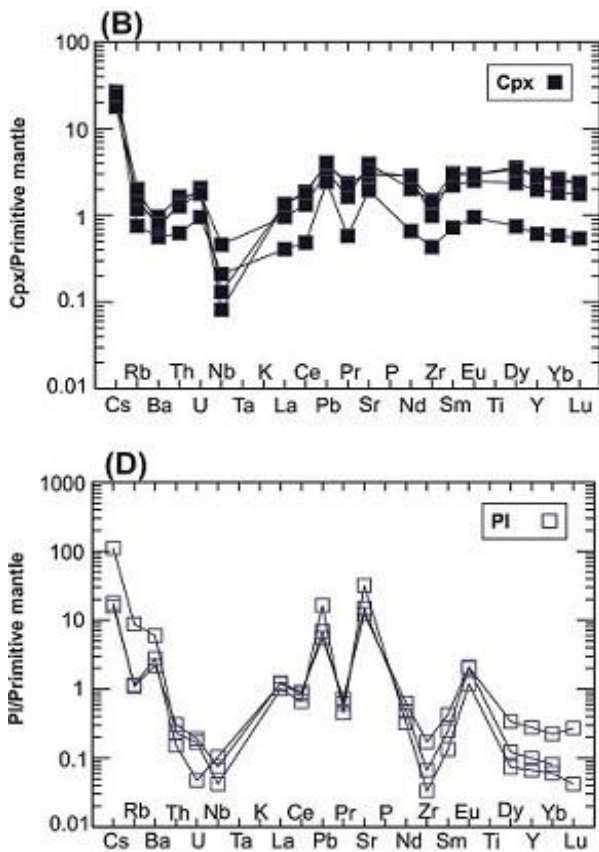 (B)
Cpx/Primitive mantle
100
10
1
0.1
0.01
Cpx
Rb Th Nb K Ce Pr P Zr Eu Dy Yb
Cs Ba U Ta La Pb Sr Nd Sm Ti Y Lu
(D)
Pl/Primitive mantle
1000
100
10
1
0.1
0.01
Pl
Rb Th Nb K Ce Pr P Zr Eu Dy Yb
Cs Ba U Ta La Pb Sr Nd Sm Ti Y Lu